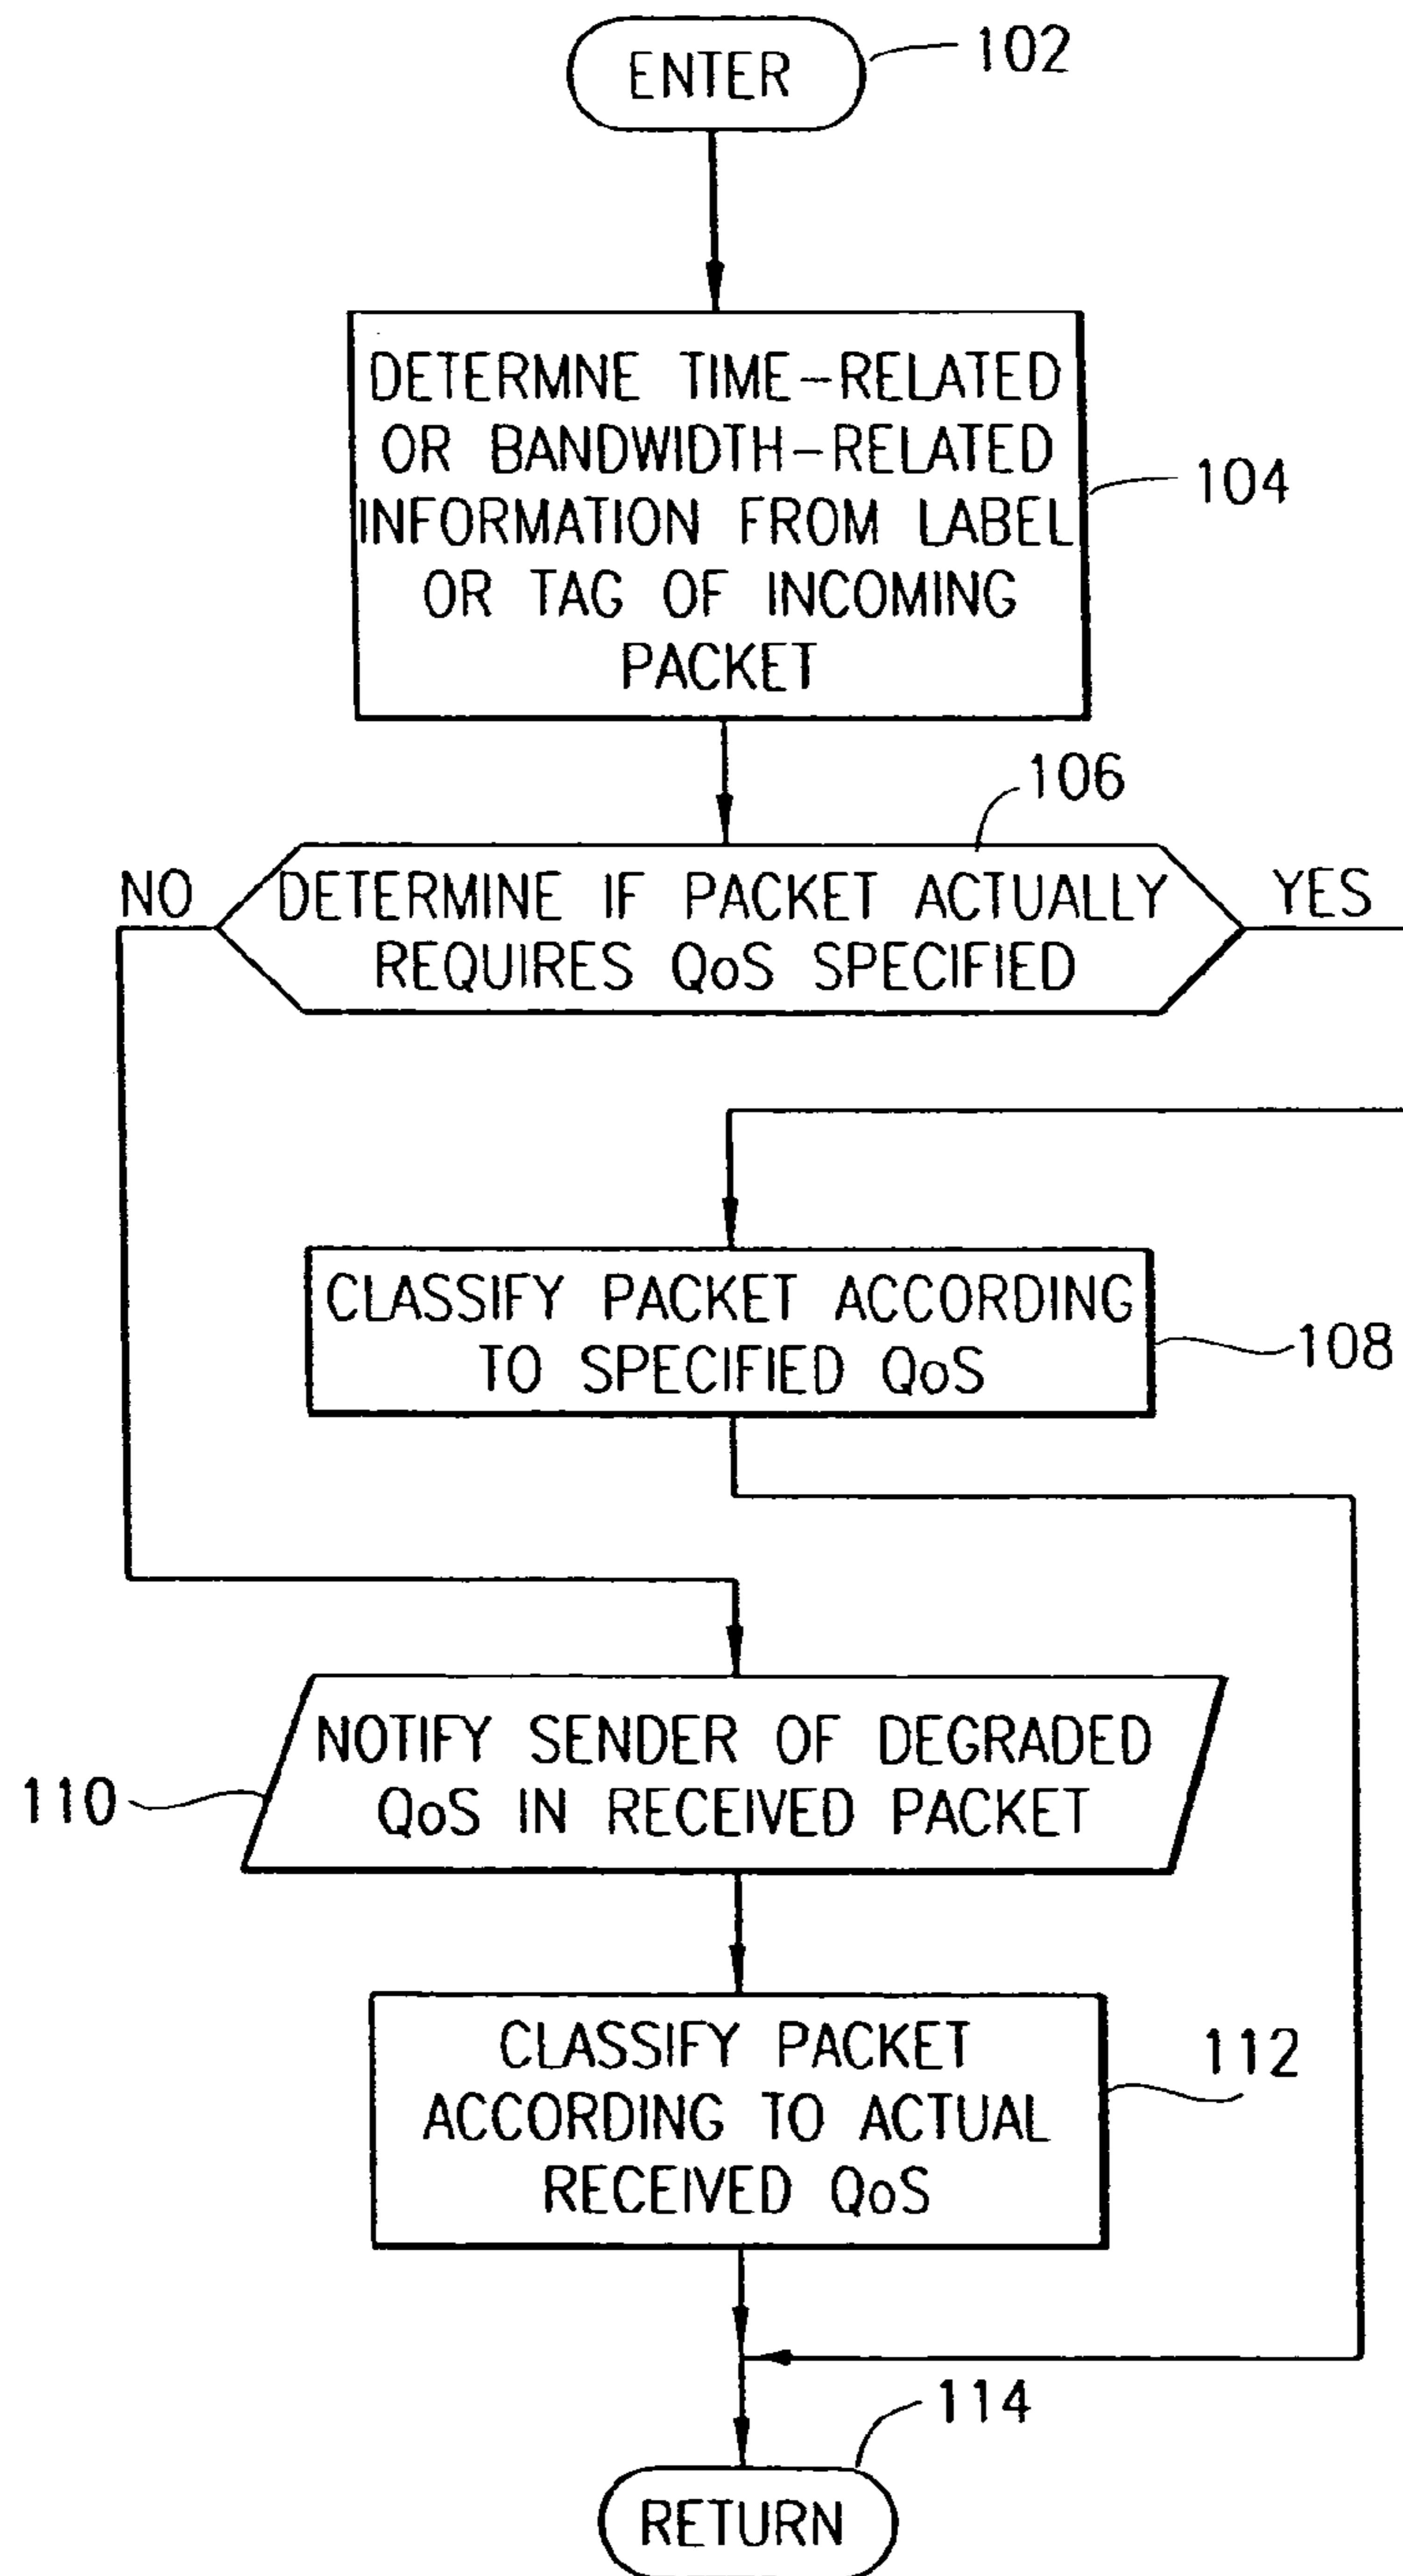 ENTER
102
DETERMNE TIME-RELATED
OR BANDWIDTH-RELATED
INFORMATION FROM LABEL
OR TAG OF INCOMING
PACKET
104
106
NO
DETERMINE IF PACKET ACTUALLY
REQUIRES QoS SPECIFIED
YES
CLASSIFY PACKET ACCORDING
TO SPECIFIED QoS
108
NOTIFY SENDER OF DEGRADED
QoS IN RECEIVED PACKET
110
CLASSIFY PACKET
ACCORDING TO ACTUAL
RECEIVED QoS
112
114
RETURN